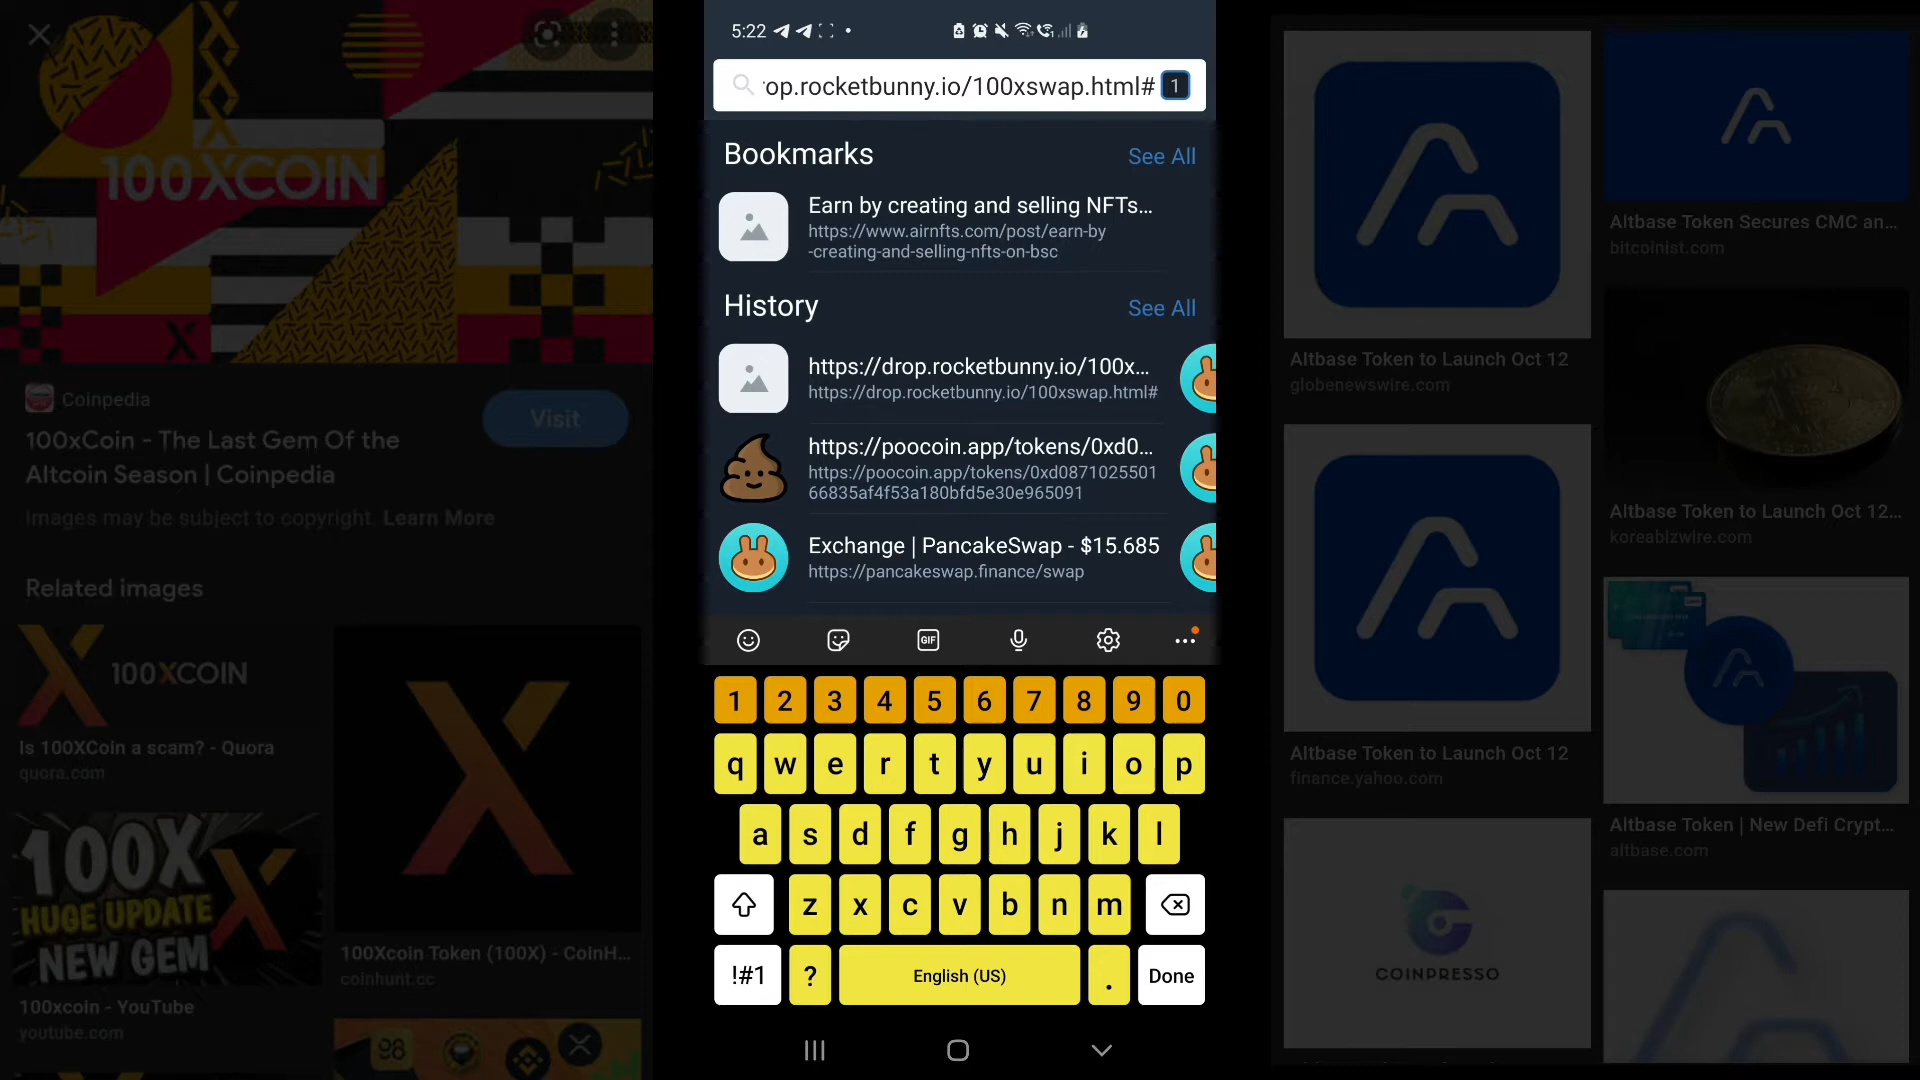 100XCOIN
Coinpedia
Visit
100xCoin - The Last Gem Of the
Altcoin Season | Coinpedia
Images may be subject to copyright. Learn More
Related images
100XCOIN
Is 100XCoin a scam? - Quora
quora.com
100X
HUGE UPDATE
NEW GEM
100xcoin - YouTube
youtube.com
100Xcoin Token (100X) - CoinH...
coinhunt.cc
98
5:22
op.rocketbunny.io/100xswap.html#
1
Bookmarks
See All
Earn by creating and selling NFTs...
https://www.airnfts.com/post/earn-by
-creating-and-selling-nfts-on-bsc
History
See All
https://drop.rocketbunny.io/100x...
https://drop.rocketbunny.io/100xswap.html#
https://poocoin.app/tokens/0xd0...
https://poocoin.app/tokens/0xd0871025501
66835af4f53a180bfd5e30e965091
Exchange | PancakeSwap - $15.685
https://pancakeswap.finance/swap
GIF
1 2 3 4 5 6 7 8 9 0
q w e r t y u i o p
a s d f g h j k l
z x c v b n m
!#1 ? English (US) . Done
Altbase Token to Launch Oct 12
globenewswire.com
Altbase Token to Launch Oct 12
finance.yahoo.com
COINPRESSO
Altbase Token Secures CMC an...
bitcoinist.com
Altbase Token to Launch Oct 12...
koreabizwire.com
Altbase Token | New Defi Crypt...
altbase.com